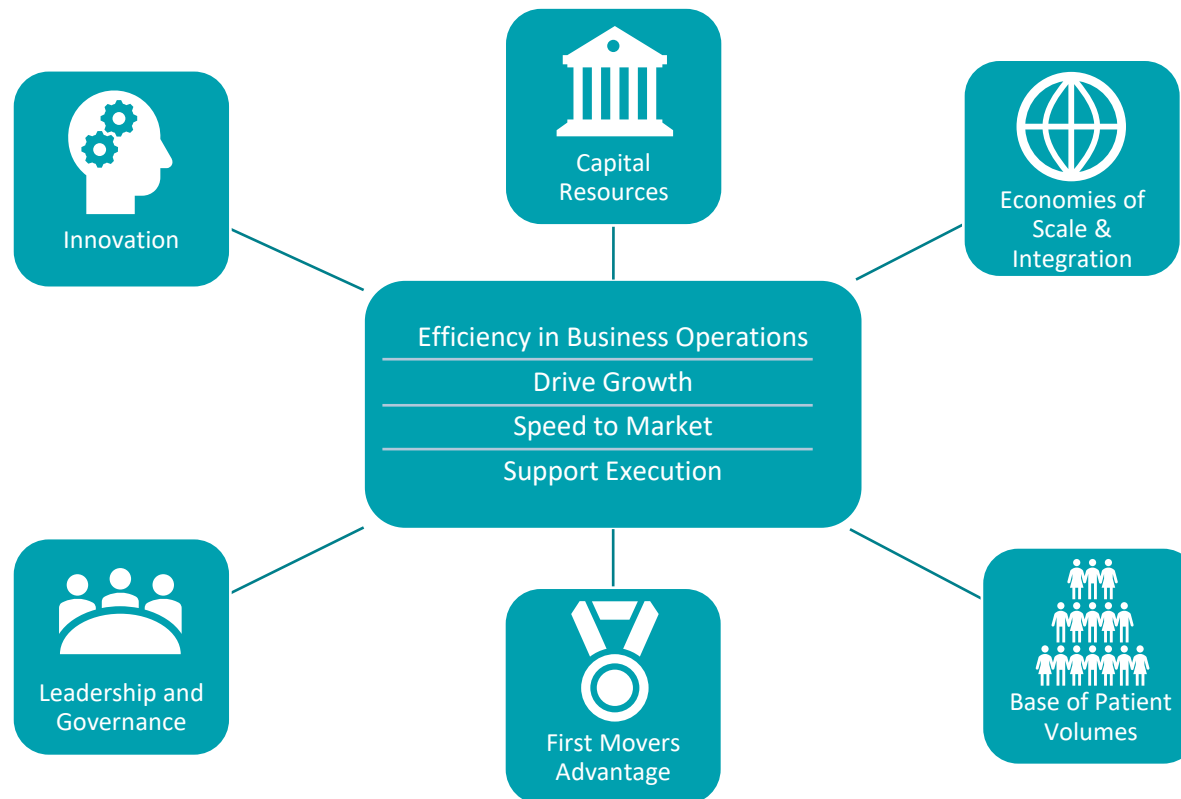 Capital
Resources
Innovation
Economies of
Scale &
Integration
Efficiency in Business Operations
Drive Growth
Speed to Market
Support Execution
Leadership and
Governance
First Movers
Advantage
Base of Patient
Volumes